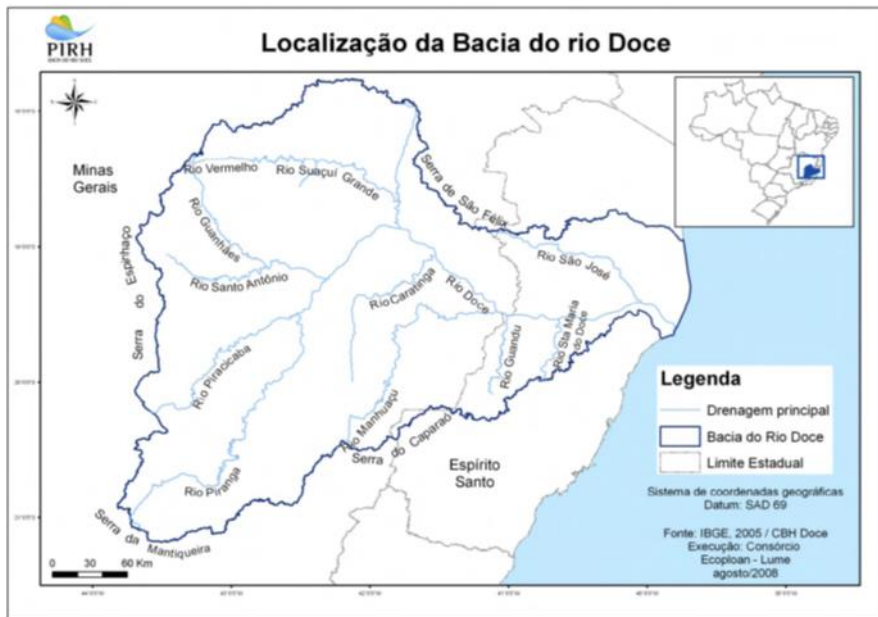 PIRH
BACIA DO RIO DOCE
Localização da Bacia do rio Doce
Minas
Gerais
Rio Vermelho
Rio Suaçuí Grande
Serra de São Félix
Rio Guanhães
Serra do Espinhaço
Rio Santo Antônio
Rio Caratinga
Rio Doce
Rio São José
Rio Piracicaba
Rio Manhuaçu
Rio Guandu
Rio Sta Maria
do Doce
Serra do Caparaó
Espírito
Santo
Rio Piranga
Serra da Mantiqueira
0 30 60 Km
Legenda
Drenagem principal
Bacia do Rio Doce
Limite Estadual
Sistema de coordenadas geográficas
Datum: SAD 69
Fonte: IBGE, 2005 / CBH Doce
Execução: Consórcio
Ecoploan - Lume
agosto/2008